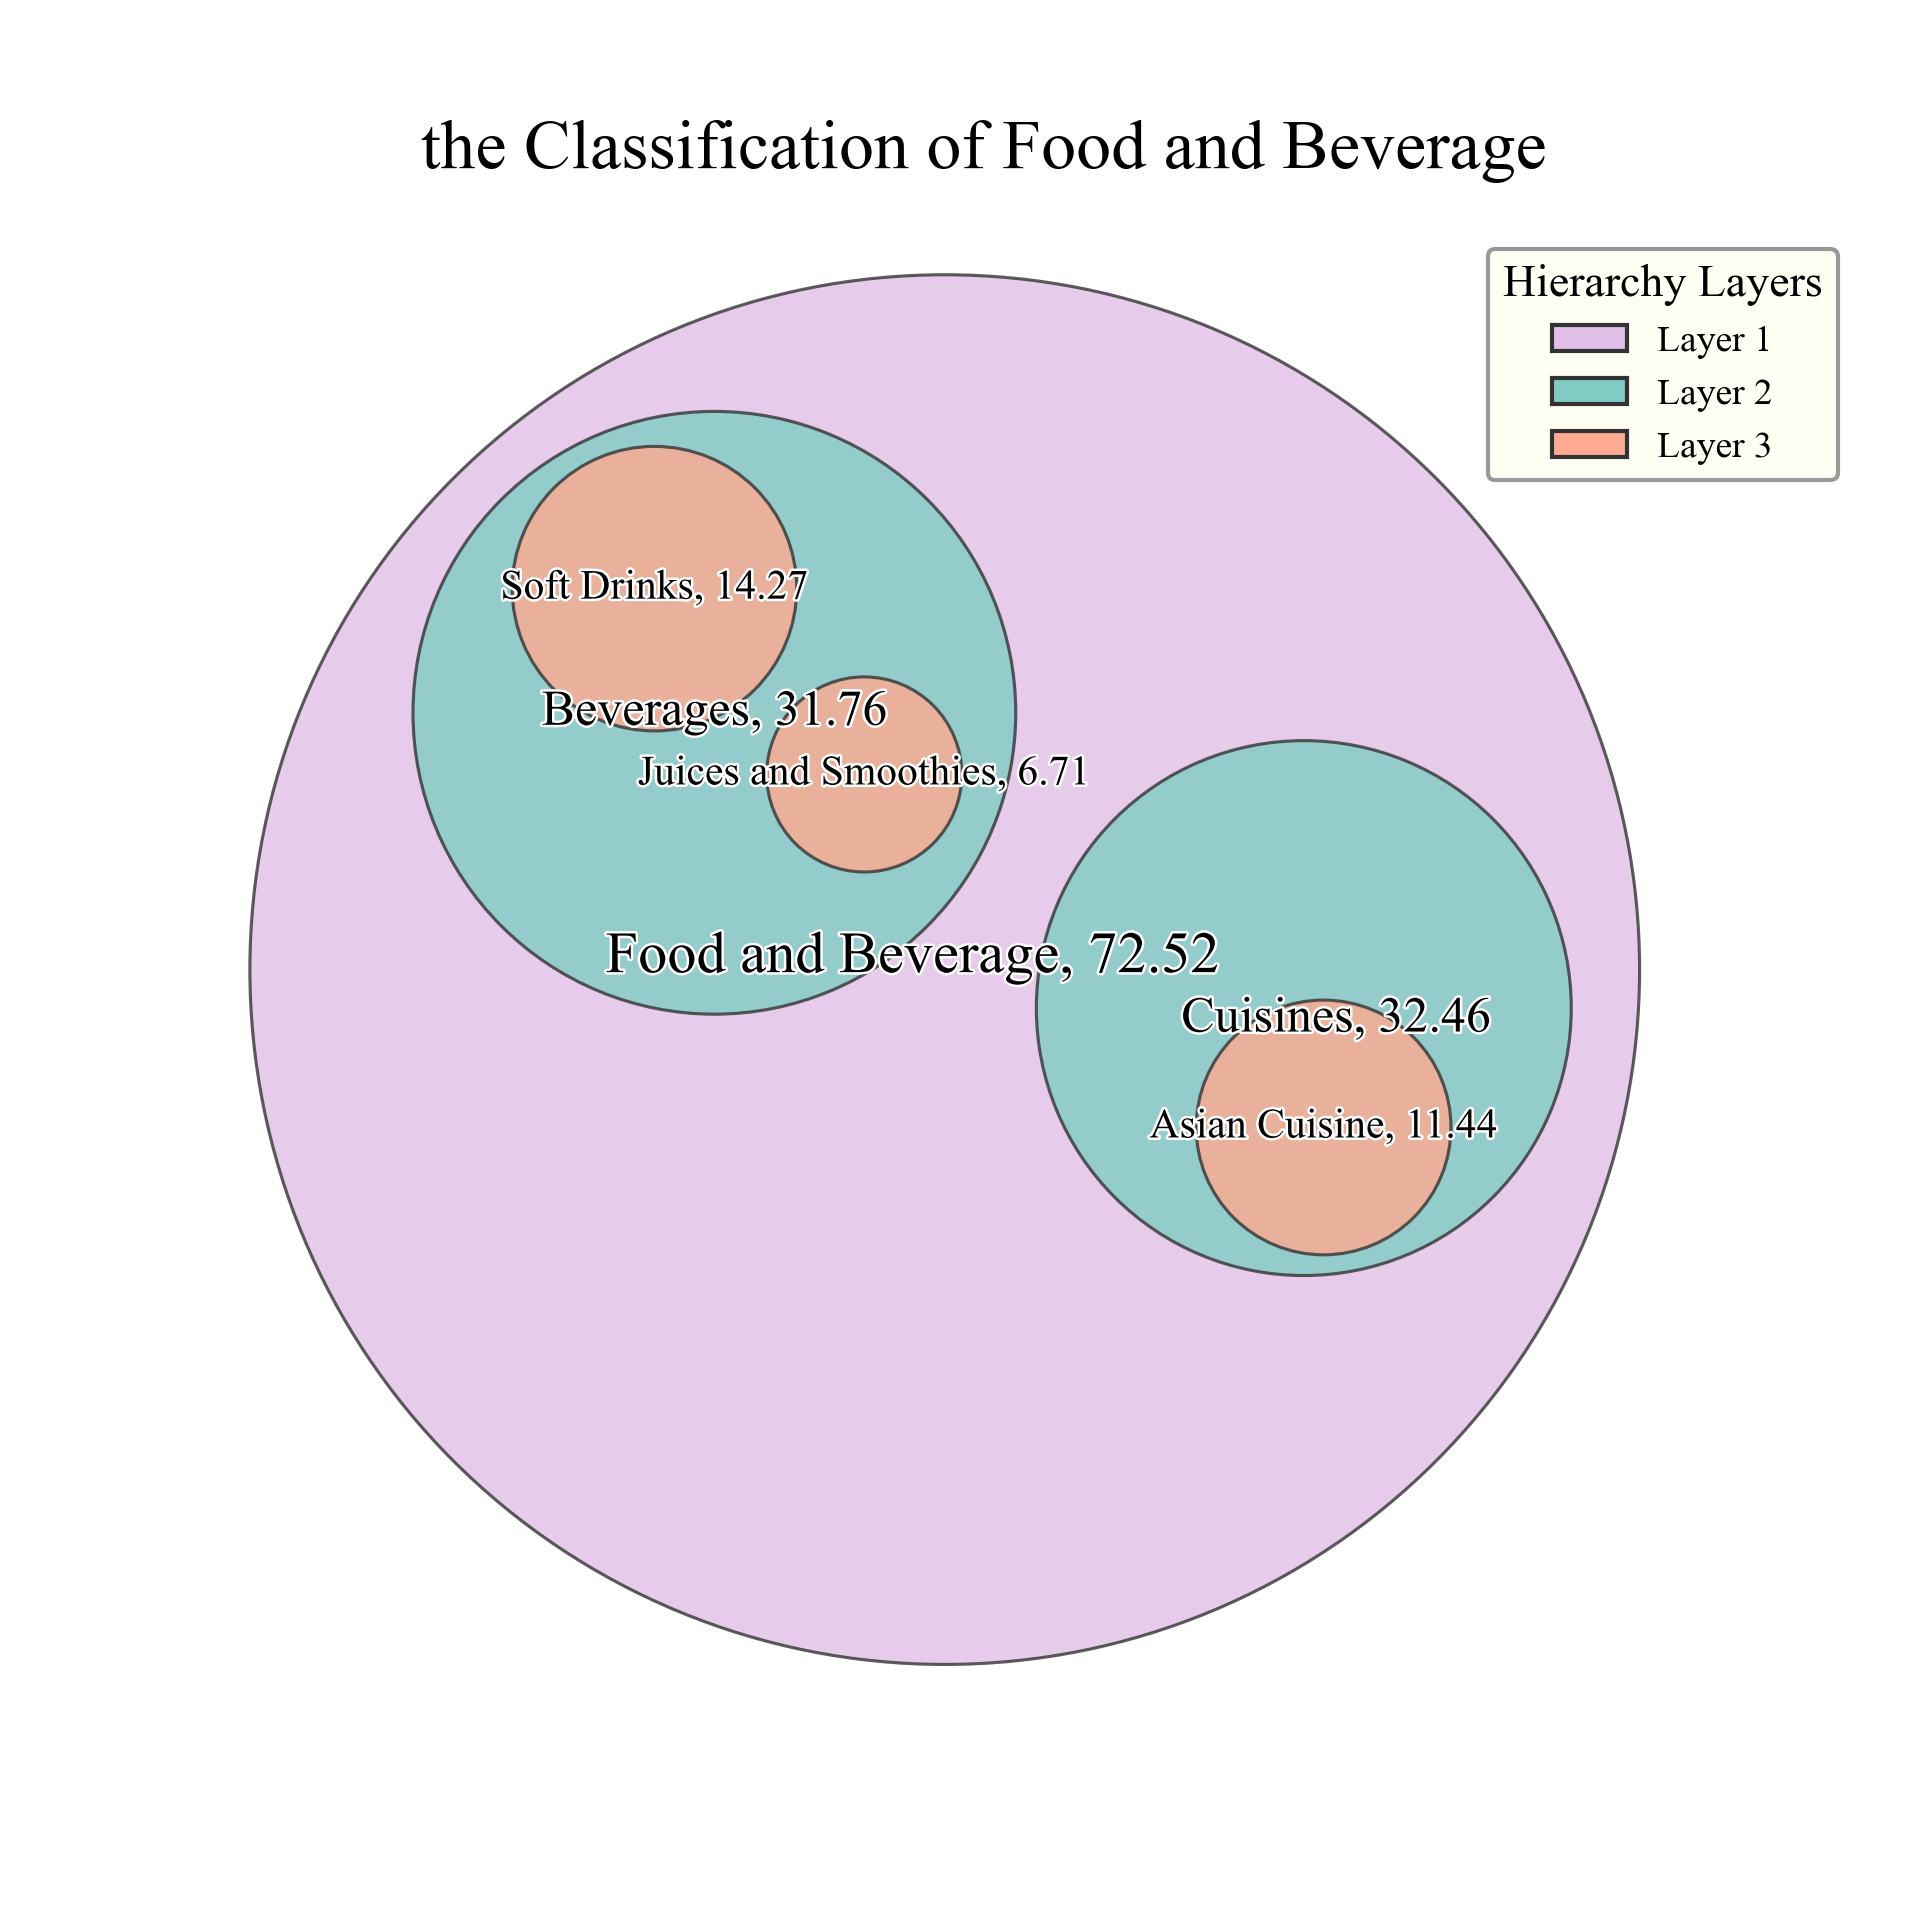 the Classification of Food and Beverage
Hierarchy Layers
Layer 1
Layer 2
Layer 3
Soft Drinks, 14.27
Beverages, 31.76
Juices and Smoothies, 6.71
Food and Beverage, 72.52
Cuisines, 32.46
Asian Cuisine, 11.44